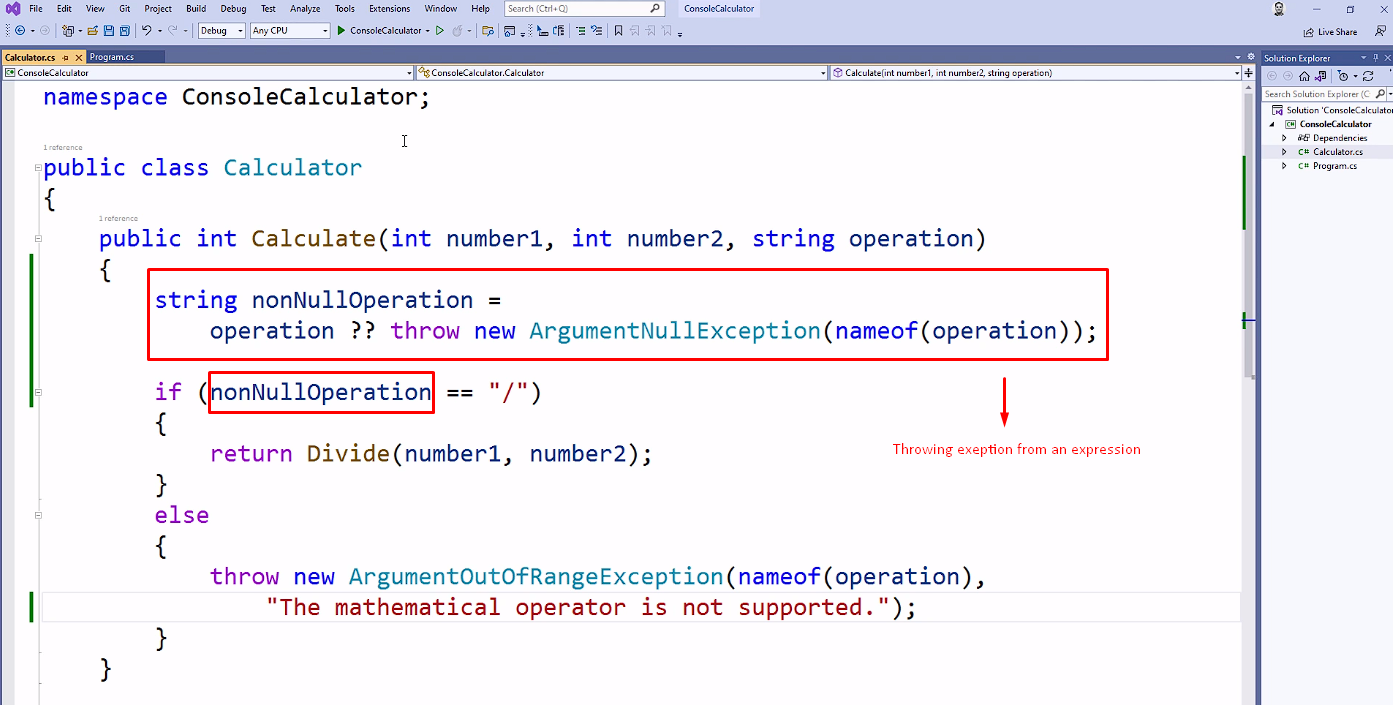 File Edit View Git Project Build Debug Test Analyze Tools Extensions Window Help Search (Ctrl+Q) ConsoleCalculator
Live Share
Debug Any CPU ConsoleCalculator
Calculator.cs Program.cs
ConsoleCalculator ConsoleCalculator.Calculator Calculate(int number1, int number2, string operation)
namespace ConsoleCalculator;
1 reference
public class Calculator
{
1 reference
public int Calculate(int number1, int number2, string operation)
{
string nonNullOperation =
operation ?? throw new ArgumentNullException(nameof(operation));
if (nonNullOperation == "/")
{
return Divide(number1, number2);
}
else
{
throw new ArgumentOutOfRangeException(nameof(operation),
"The mathematical operator is not supported.");
}
}
Throwing exeption from an expression
Solution Explorer
Search Solution Explorer (C
Solution 'ConsoleCalculator
ConsoleCalculator
Dependencies
C# Calculator.cs
C# Program.cs